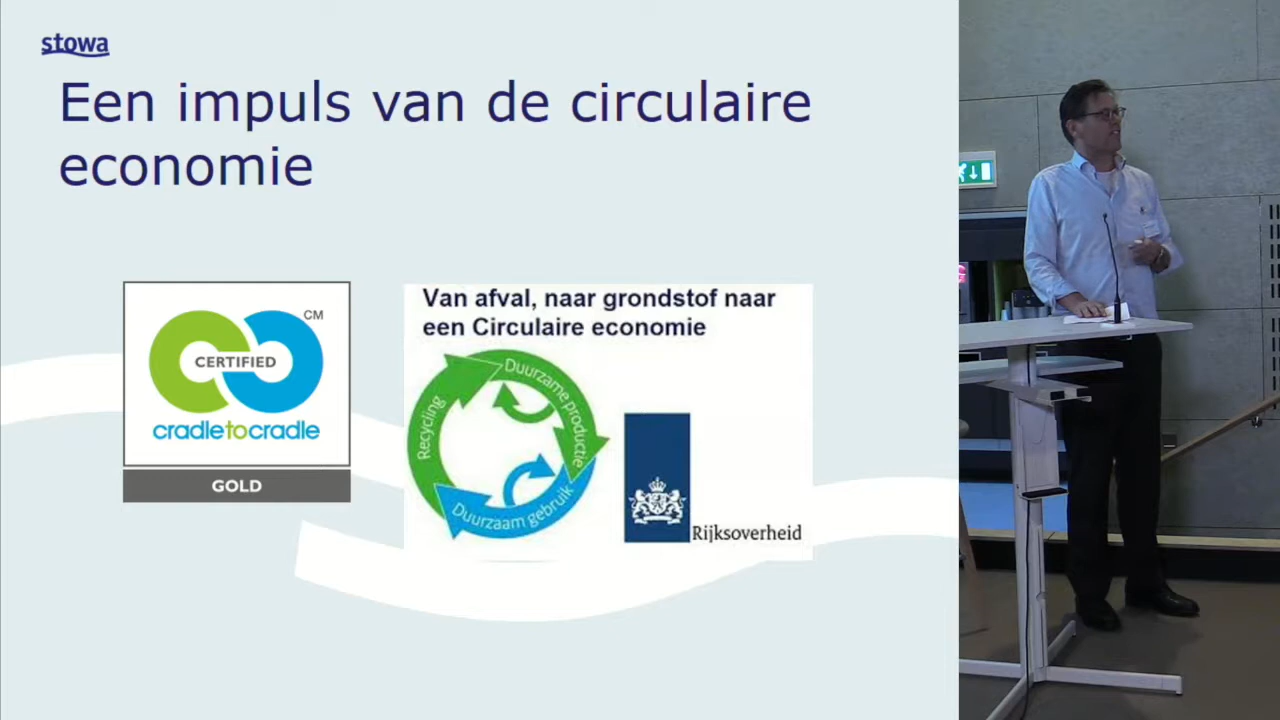 stowa
Een impuls van de circulaire
economie
CM
CERTIFIED
cradletocradle
GOLD
Van afval, naar grondstof naar
een Circulaire economie
Recycling
Duurzame productie
Duurzaam gebruik
Rijksoverheid